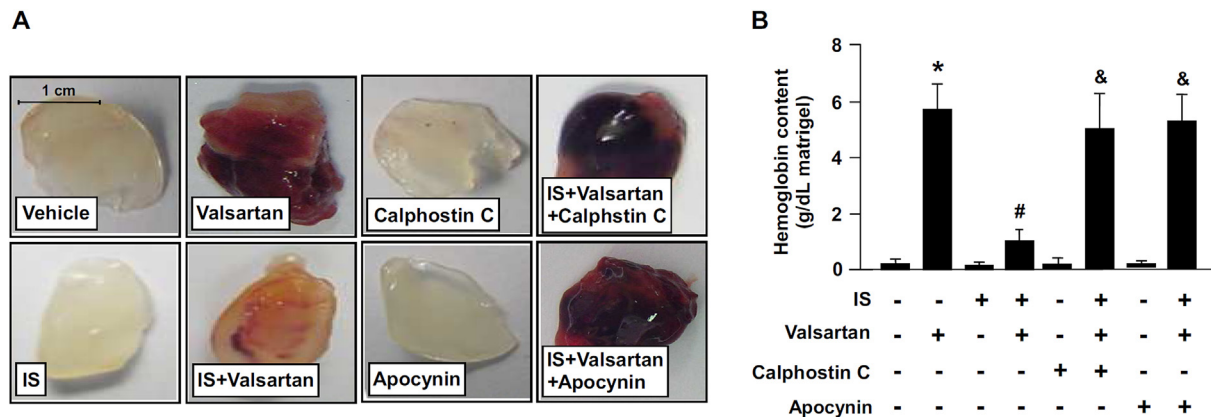 A
1 cm
Vehicle
Valsartan
Calphostin C
IS+Valsartan
+Calphstin C
IS
IS+Valsartan
Apocynin
IS+Valsartan
+Apocynin
B
Hemoglobin content
(g/dL matrigel)
8
6
4
2
0
* # & &
IS - - + + - + - +
Valsartan - + - + - + - +
Calphostin C - - - - + + - -
Apocynin - - - - - - + +